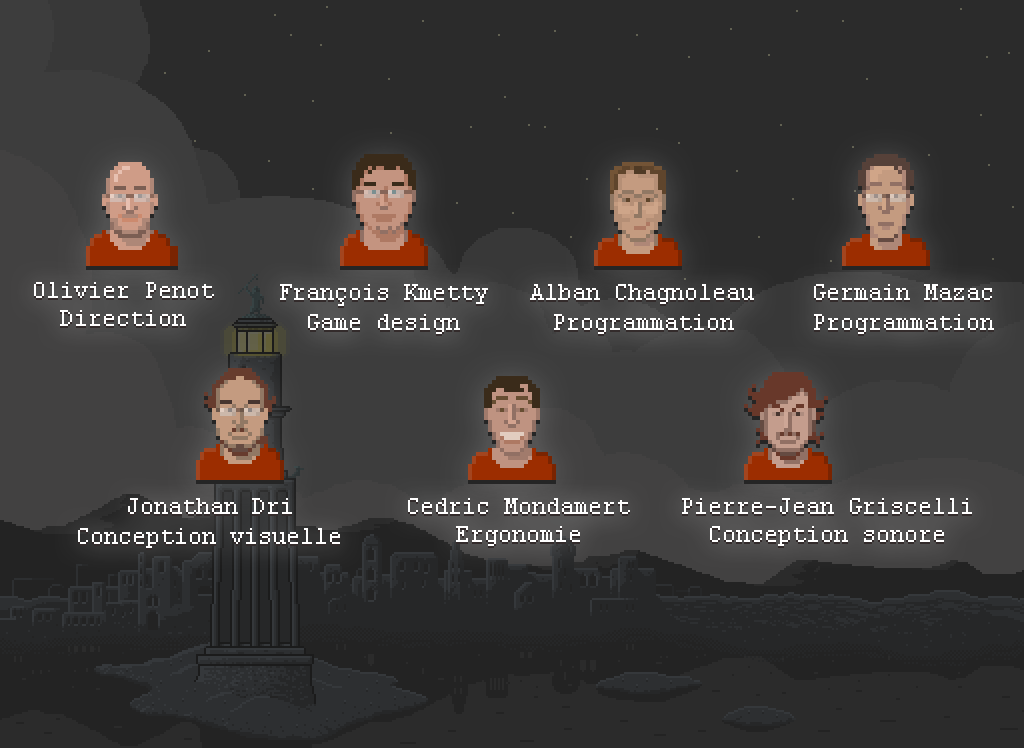 Olivier Penot
Direction
François Kmetty
Game design
Alban Chagnoleau
Programmation
Germain Mazac
Programmation
Jonathan Dri
Conception visuelle
Cedric Mondamert
Ergonomie
Pierre-Jean Griscelli
Conception sonore